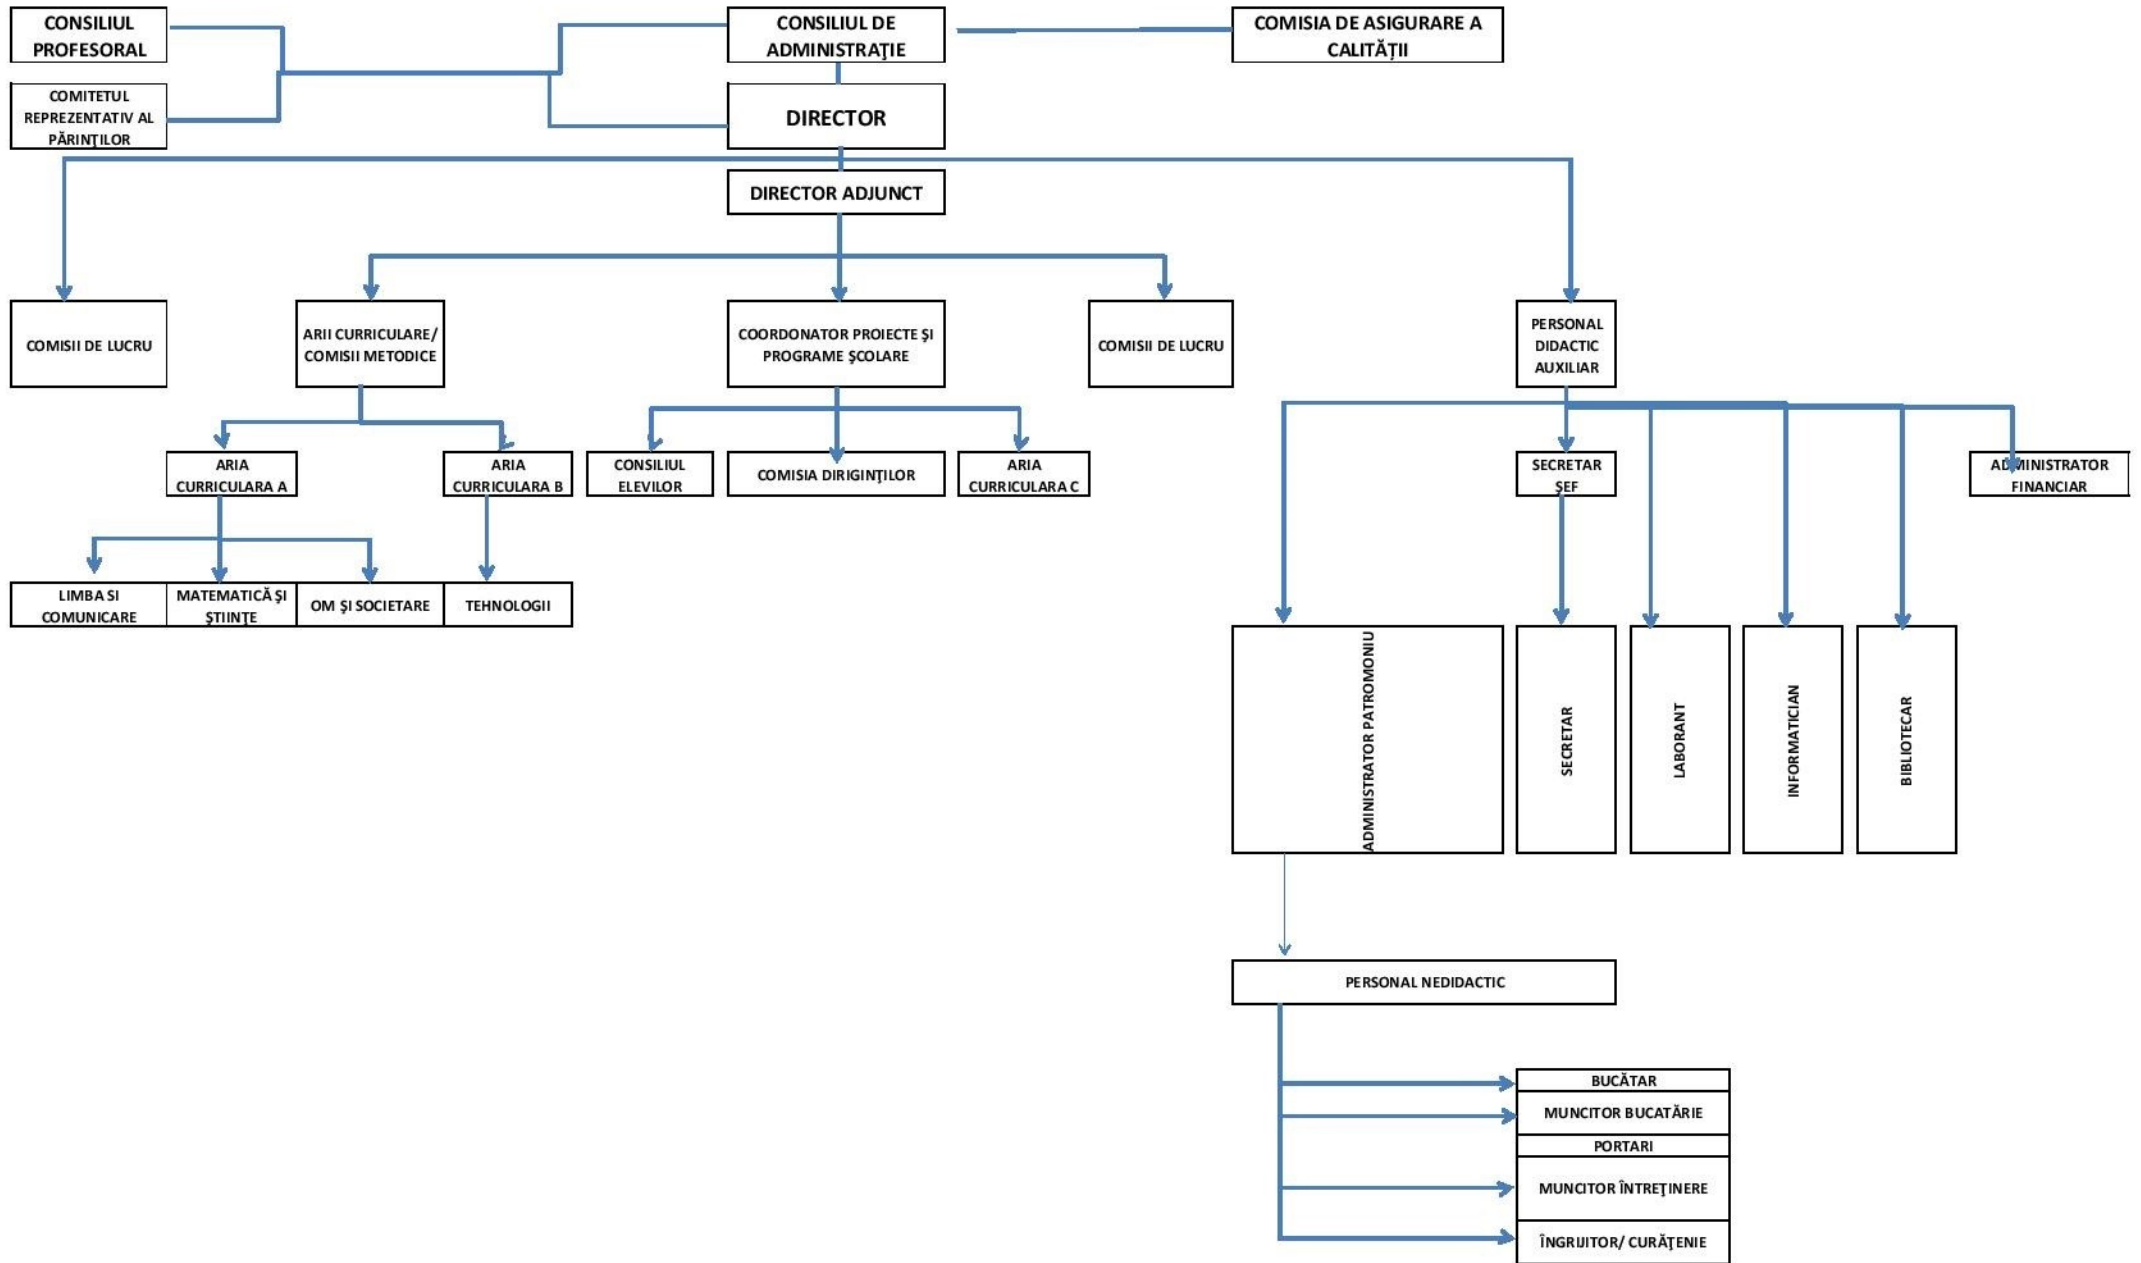 CONSILIUL
PROFESORAL
CONSILIUL DE
ADMINISTRAŢIE
COMISIA DE ASIGURARE A
CALITĂȚII
COMITETUL
REPREZENTATIV AL
PĂRINŢILOR
DIRECTOR
DIRECTOR ADJUNCT
COMISII DE LUCRU
ARII CURRICULARE/
COMISII METODICE
COORDONATOR PROIECTE ŞI
PROGRAME ŞCOLARE
COMISII DE LUCRU
PERSONAL
DIDACTIC
AUXILIAR
ARIA
CURRICULARA A
ARIA
CURRICULARA B
CONSILIUL
ELEVILOR
COMISIA DIRIGINŢILOR
ARIA
CURRICULARA C
SECRETAR
ŞEF
ADMINISTRATOR
FINANCIAR
LIMBA SI
COMUNICARE
MATEMATICĂ ŞI
ŞTIINŢE
OM ŞI SOCIETARE
TEHNOLOGII
ADMINISTRATOR PATROMONIU
SECRETAR
LABORANT
INFORMATICIAN
BIBLIOTECAR
PERSONAL NEDIDACTIC
BUCĂTAR
MUNCITOR BUCATĂRIE
PORTARI
MUNCITOR ÎNTREŢINERE
ÎNGRIJITOR/ CURĂŢENIE